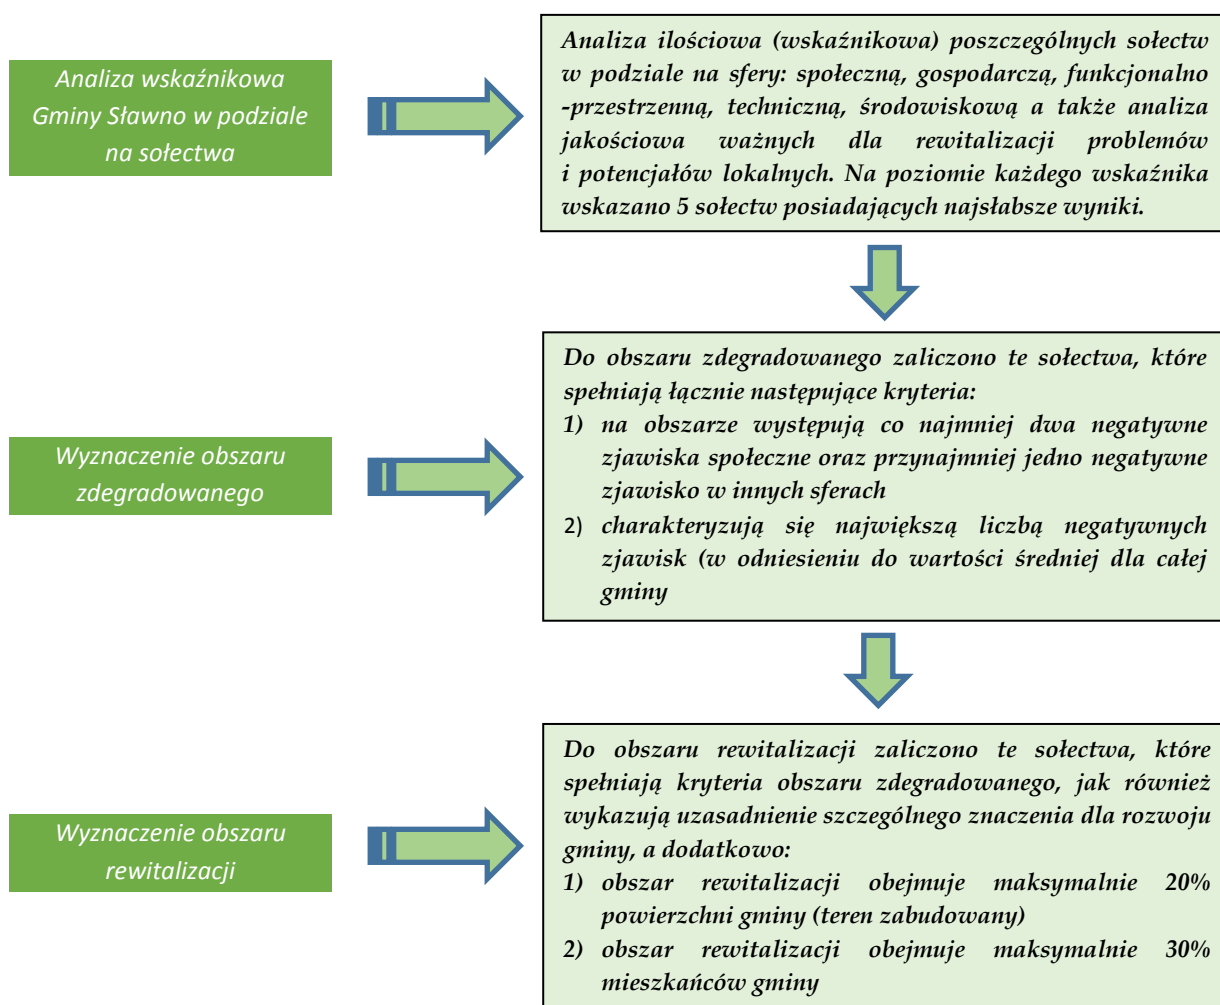 Analiza wskaźnikowa
Gminy Sławno w podziale
na sołectwa
Analiza ilościowa (wskaźnikowa) poszczególnych sołectw
w podziale na sfery: społeczną, gospodarczą, funkcjonalno
-przestrzenną, techniczną, środowiskową a także analiza
jakościowa ważnych dla rewitalizacji problemów
i potencjałów lokalnych. Na poziomie każdego wskaźnika
wskazano 5 sołectw posiadających najsłabsze wyniki.
Wyznaczenie obszaru
zdegradowanego
Do obszaru zdegradowanego zaliczono te sołectwa, które
spełniają łącznie następujące kryteria:
1) na obszarze występują co najmniej dwa negatywne
zjawiska społeczne oraz przynajmniej jedno negatywne
zjawisko w innych sferach
2) charakteryzują się największą liczbą negatywnych
zjawisk (w odniesieniu do wartości średniej dla całej
gminy
Wyznaczenie obszaru
rewitalizacji
Do obszaru rewitalizacji zaliczono te sołectwa, które
spełniają kryteria obszaru zdegradowanego, jak również
wykazują uzasadnienie szczególnego znaczenia dla rozwoju
gminy, a dodatkowo:
1) obszar rewitalizacji obejmuje maksymalnie 20%
powierzchni gminy (teren zabudowany)
2) obszar rewitalizacji obejmuje maksymalnie 30%
mieszkańców gminy